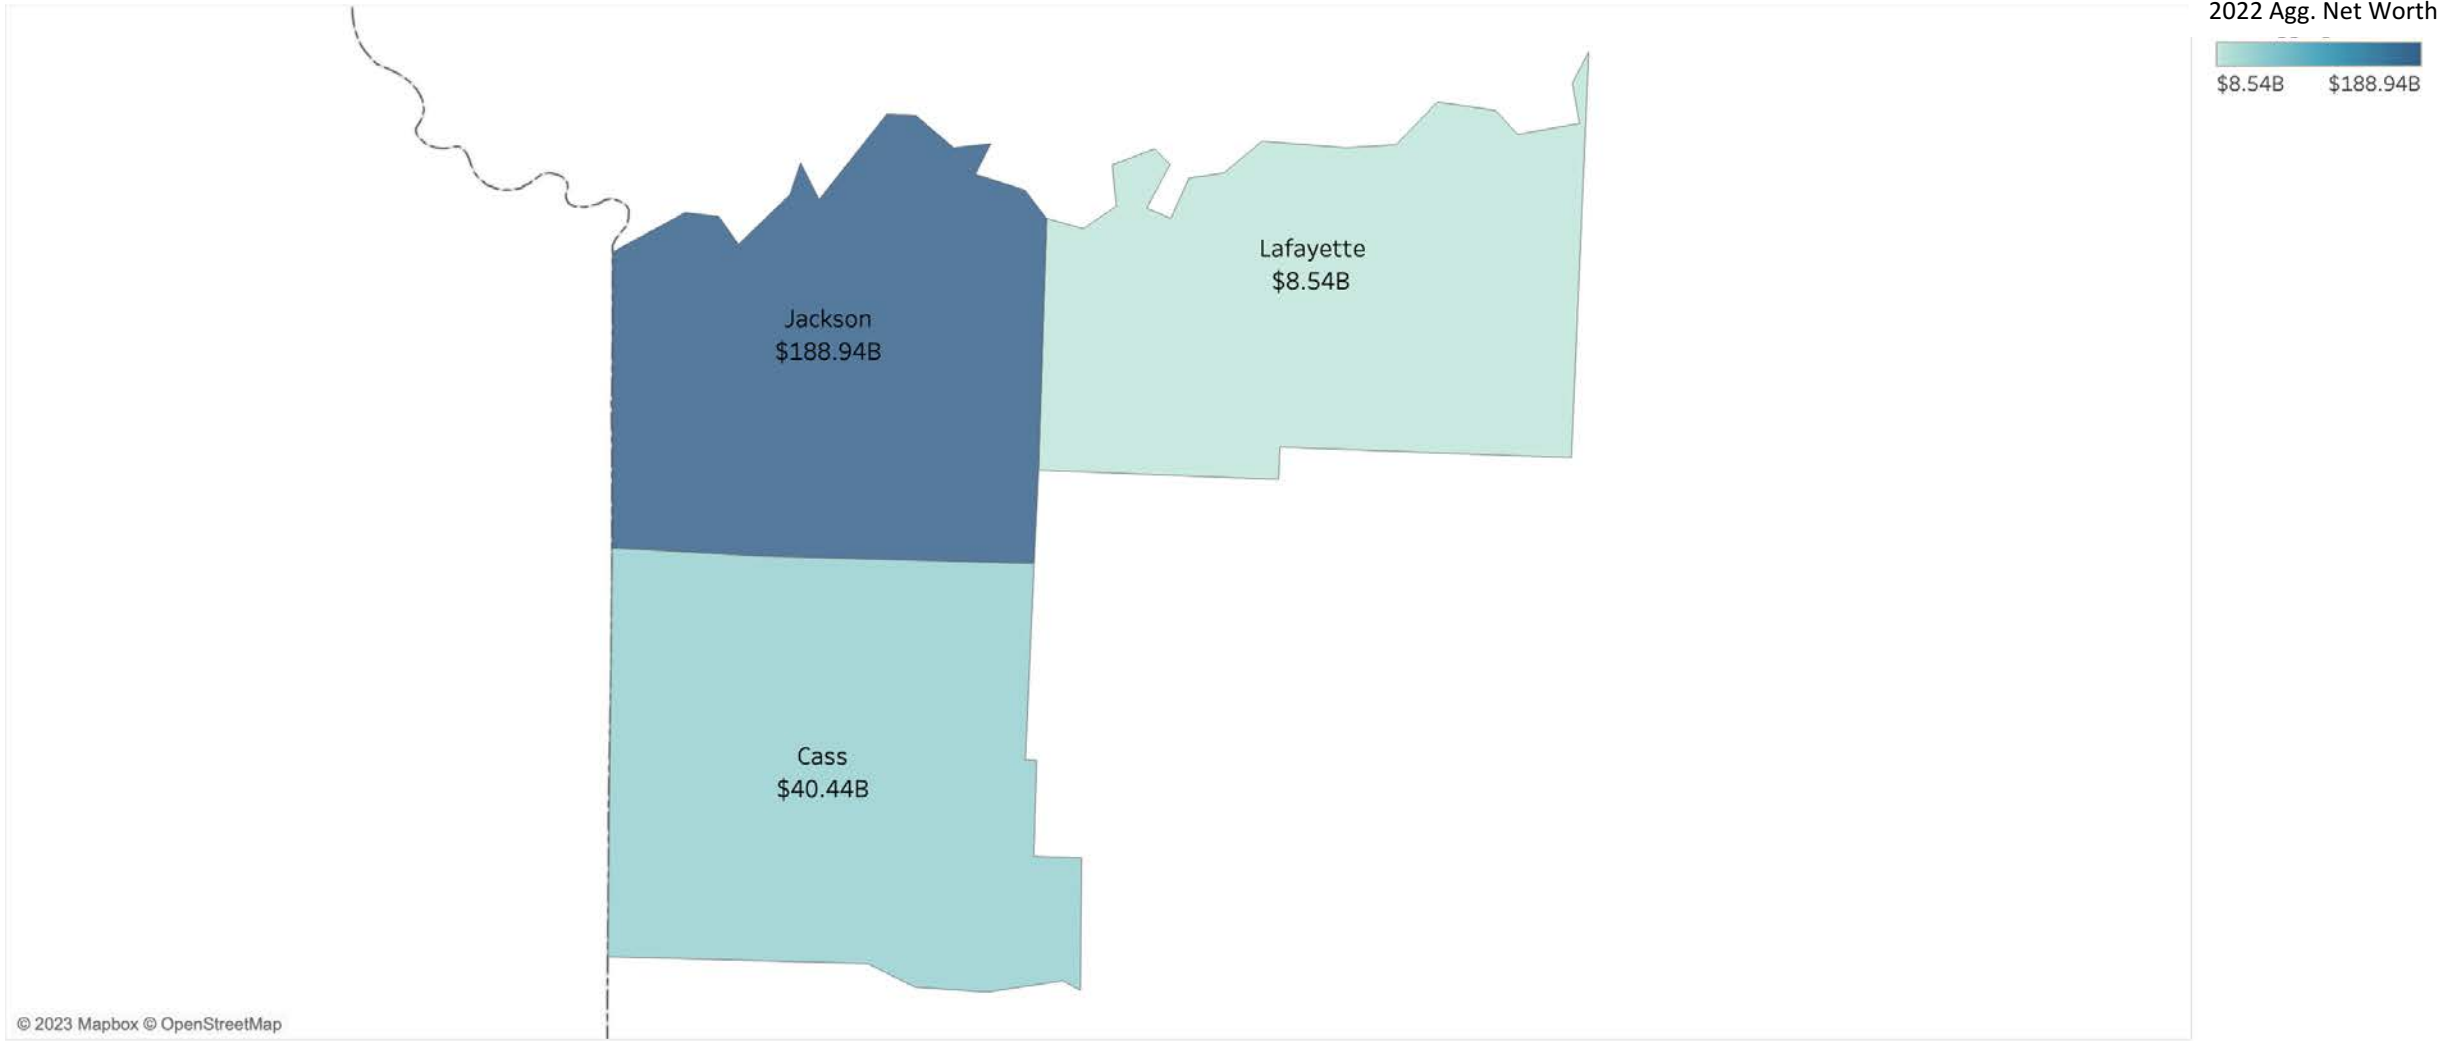 2022 Agg. Net Worth
$8.54B $188.94B
Lafayette
$8.54B
Jackson
$188.94B
Cass
$40.44B
© 2023 Mapbox © OpenStreetMap